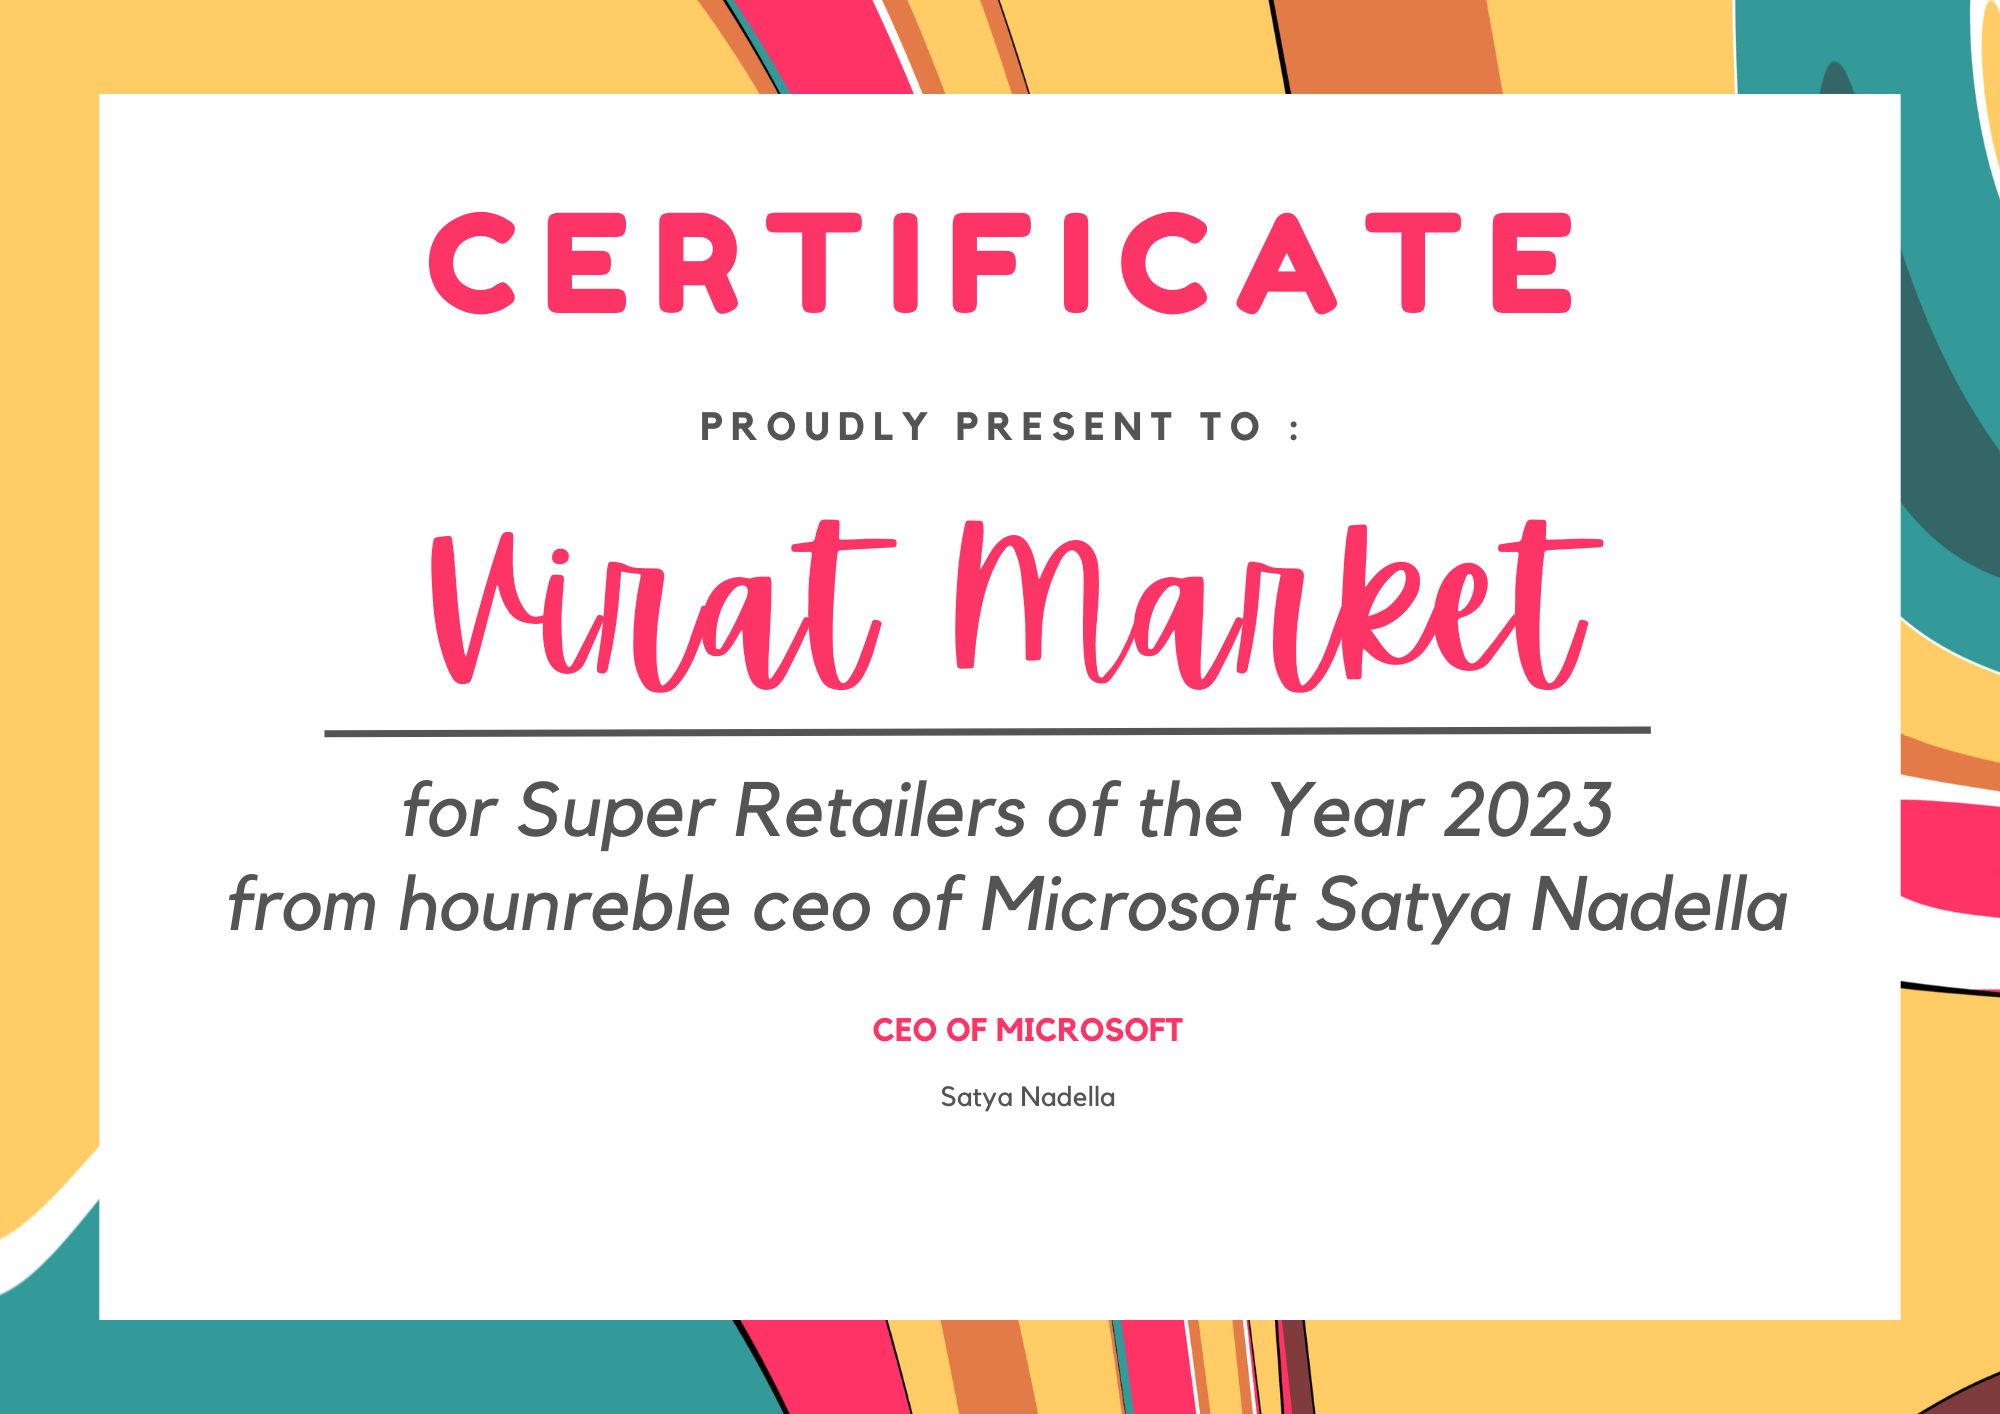 CERTIFICATE
PROUDLY PRESENT TO :
Virat Market
for Super Retailers of the Year 2023
from hounreble ceo of Microsoft Satya Nadella
CEO OF MICROSOFT
Satya Nadella